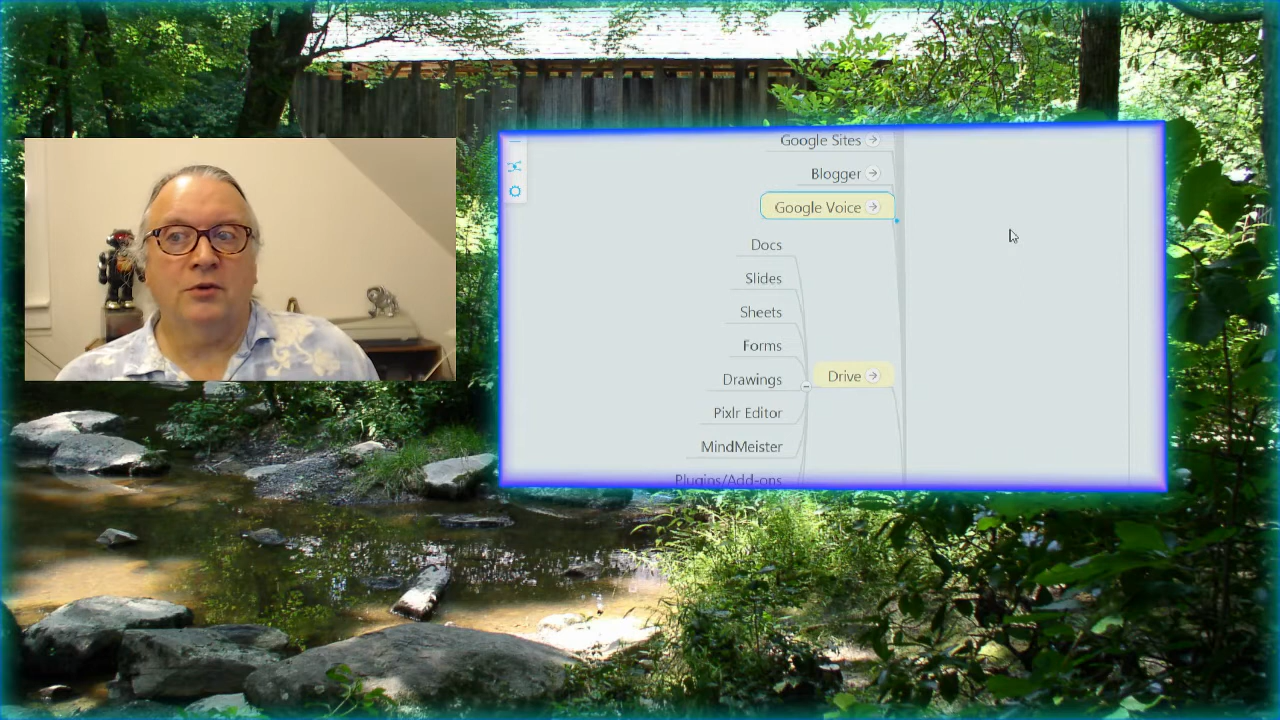 Google Sites
Blogger
Google Voice
Docs
Slides
Sheets
Forms
Drawings
Drive
Pixlr Editor
MindMeister
Plugins/Add-ons